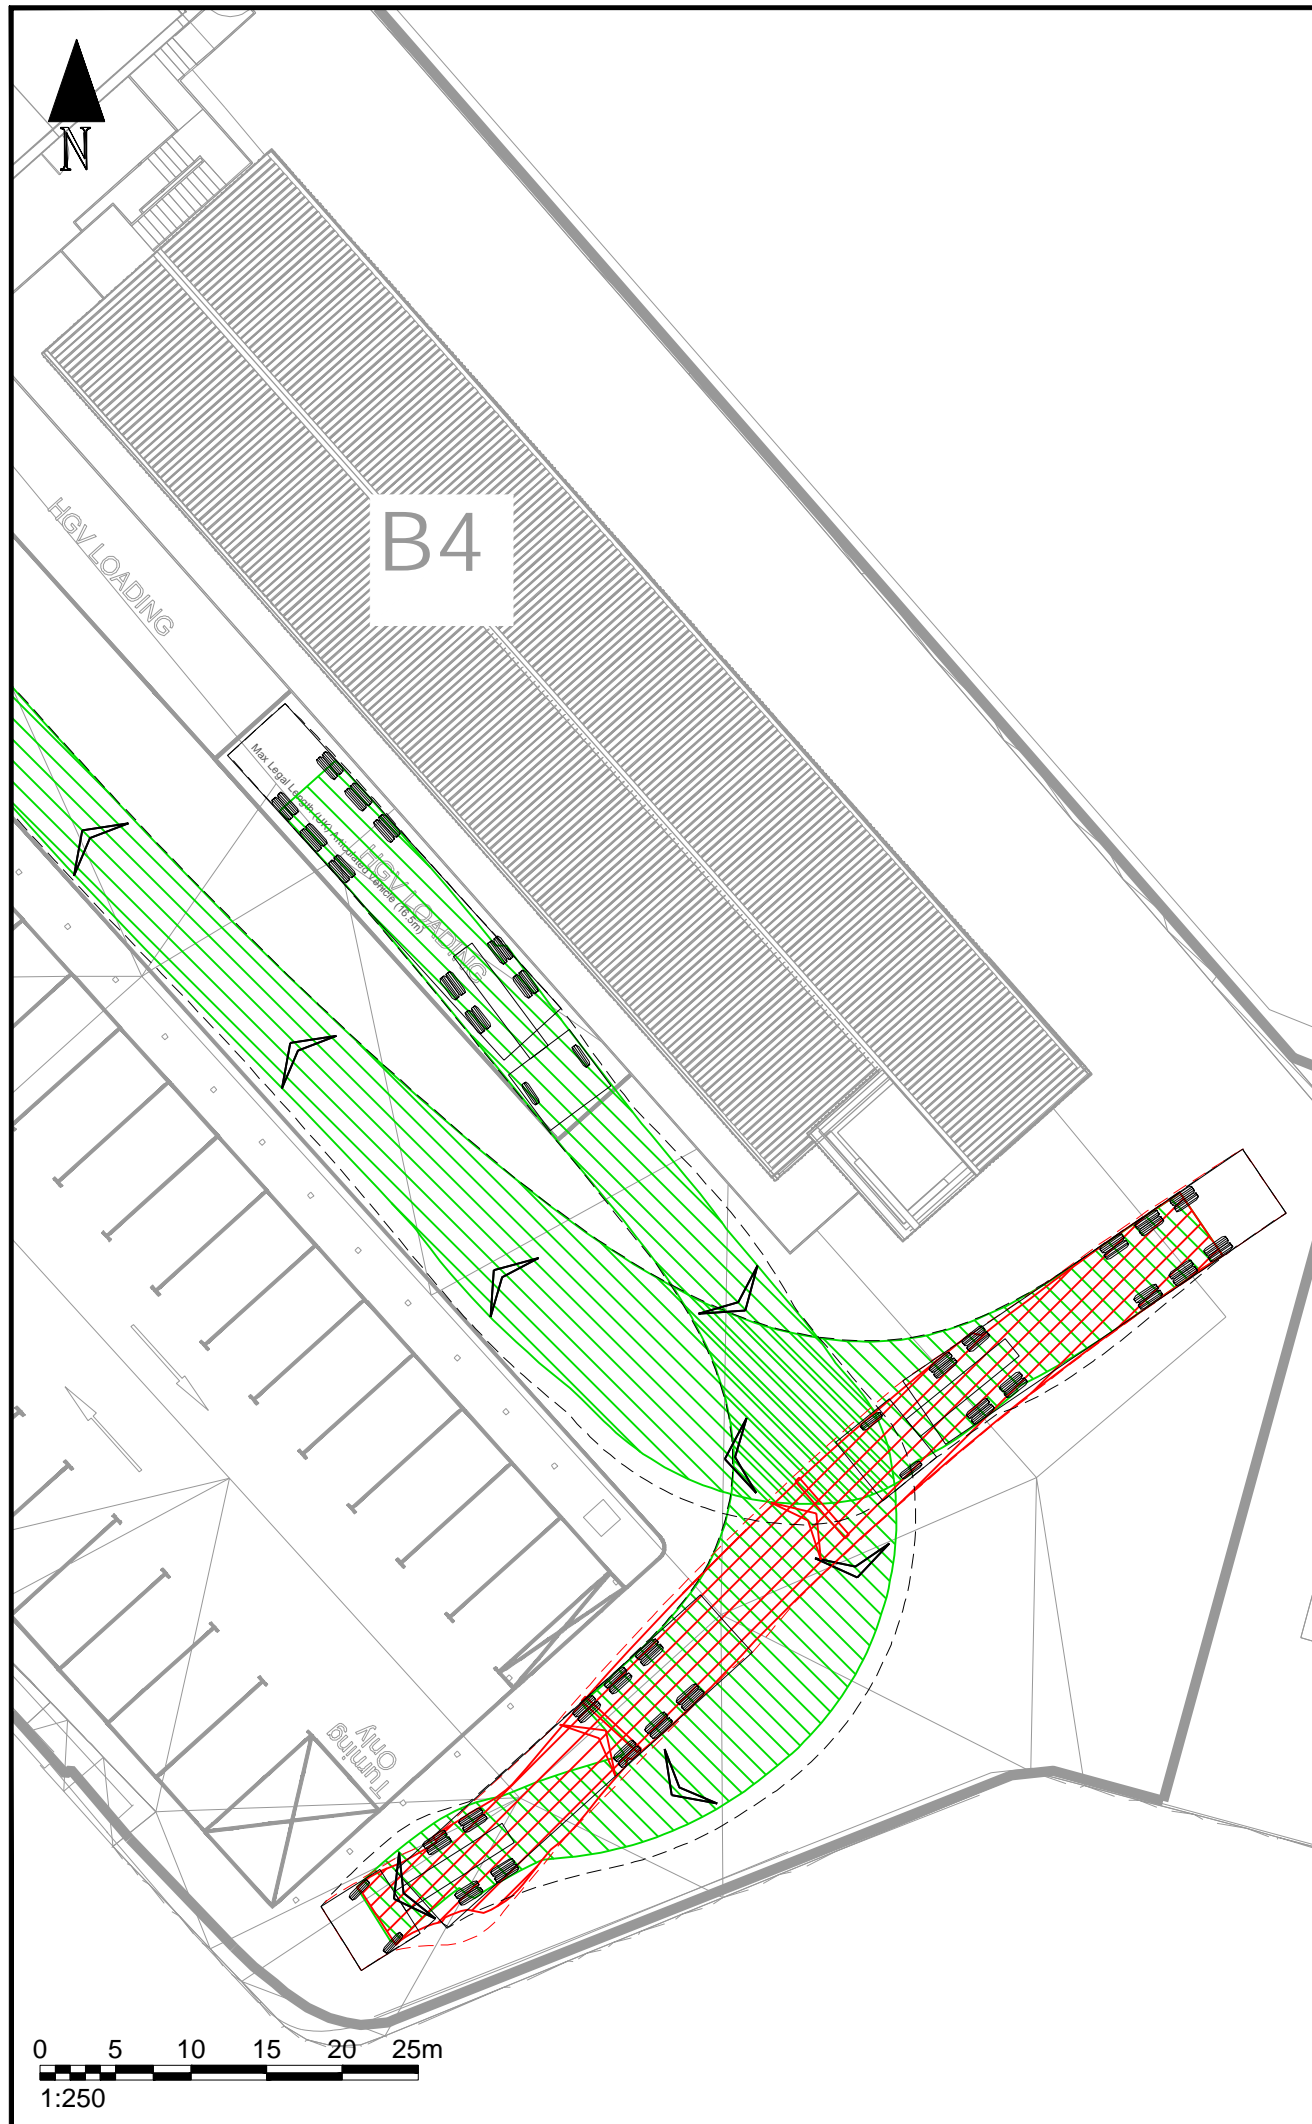 N
B4
HGV LOADING
Max Legal Length (UK) Articulated Vehicle (16.5m)
HGV LOADING
Turning
Only
0 5 10 15 20 25m
1:250